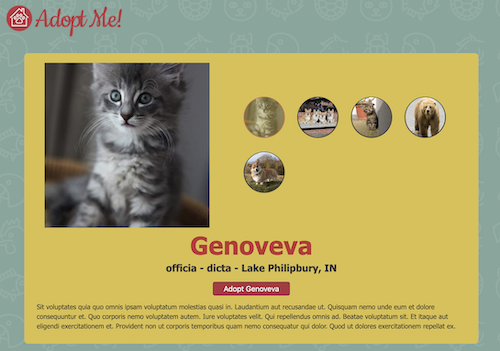 Adopt Me!
Genoveva
officia - dicta - Lake Philipbury, IN
Adopt Genoveva
Sit voluptates quia quo omnis ipsam voluptatum molestias quasi in. Laudantium aut recusandae ut. Quisquam nemo unde eum et dolore
consequuntur et. Quo corporis nemo voluptatem autem. Iure voluptates velit. Qui repellendus omnis ad. Beatae voluptatum sit. Et itaque aut
eligendi exercitationem et. Provident non ut corporis temporibus quam nemo consequatur qui dolor. Quod ut dolores exercitationem repellat ex.